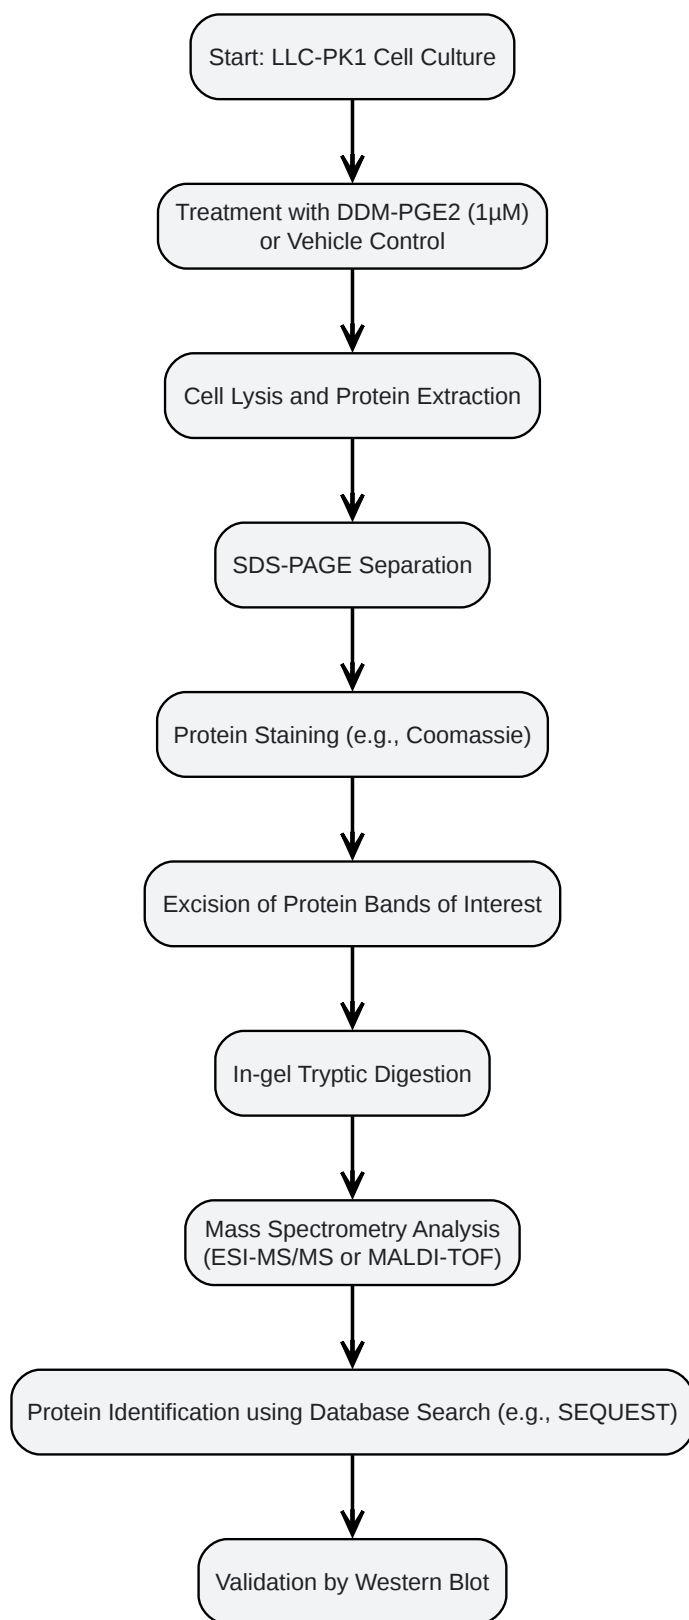 Start: LLC-PK1 Cell Culture
Treatment with DDM-PGE2 (1µM)
or Vehicle Control
Cell Lysis and Protein Extraction
SDS-PAGE Separation
Protein Staining (e.g., Coomassie)
Excision of Protein Bands of Interest
In-gel Tryptic Digestion
Mass Spectrometry Analysis
(ESI-MS/MS or MALDI-TOF)
Protein Identification using Database Search (e.g., SEQUEST)
Validation by Western Blot